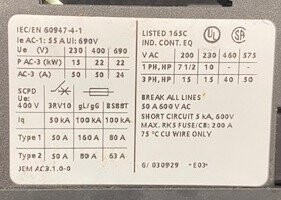 IEC/EN 60947-4-1
Ie AC-1: 55 A Ui: 690V
Ue (V) 230 400 690
P AC-3 (kW) 15 22 22
AC-3 (A) 50 50 24
SCPD
Ue: 3RV10 gL/gG BS88T
400 V
Iq 50 kA 100 kA 100 kA
Type 1 50 A 160 A 80 A
Type 2 50 A 80 A 63 A
JEM AC3.1.0-0
LISTED 165C UL SA
IND. CONT. EQ
V AC 200 230 460 575
1 PH, HP 7 1/2 10 - -
3 PH, HP 15 15 40 50
BREAK ALL LINES
50 A 600 V AC
SHORT CIRCUIT 5 kA, 600V
MAX. RK5 FUSE/CB: 200 A
75 °C CU WIRE ONLY
G/ 030929 *E03*